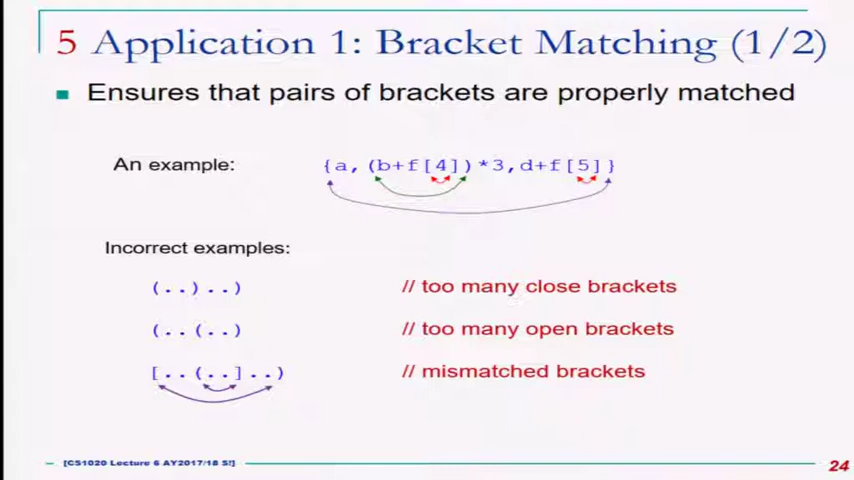 5 Application 1: Bracket Matching (1/2)
Ensures that pairs of brackets are properly matched
An example: {a,(b+f[4])*3,d+f[5]}
Incorrect examples:
(..)..) // too many close brackets
(..(..) // too many open brackets
[..(..]..) // mismatched brackets
[CS1020 Lecture 6 AY2017/18 S1]
24